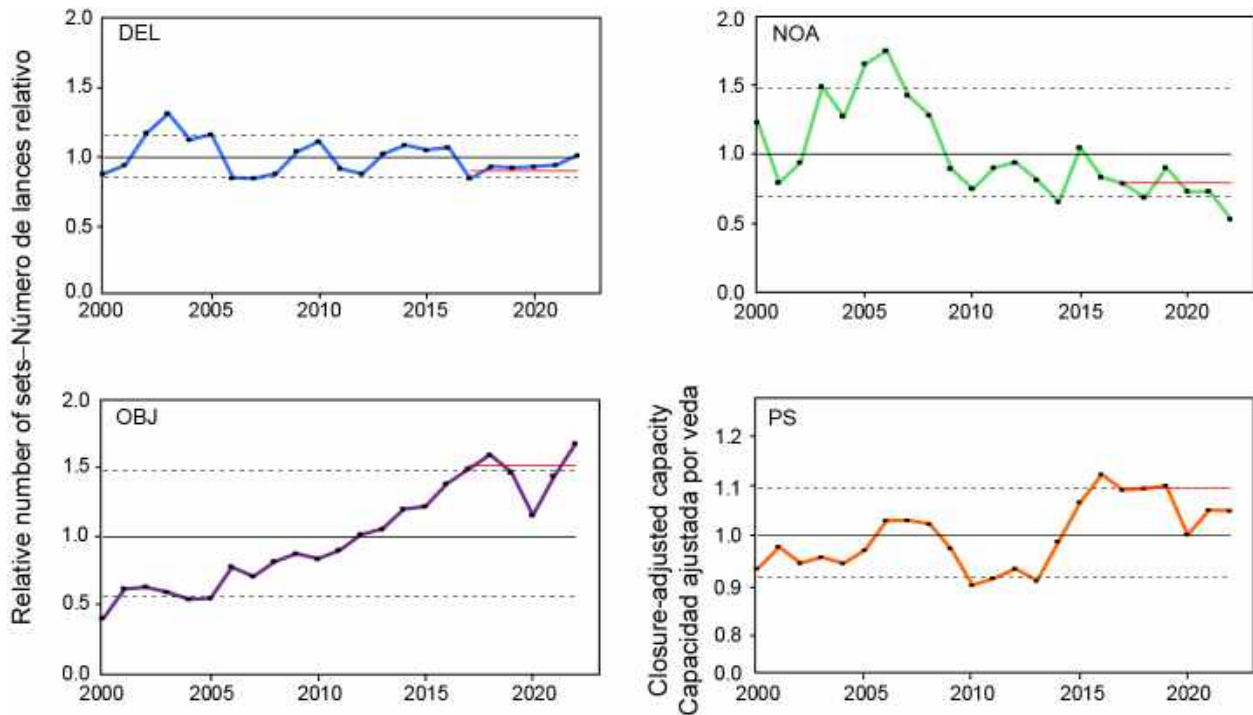 Relative number of sets–Número de lances relativo
DEL
2.0
1.5
1.0
0.5
0.0
2000 2005 2010 2015 2020
NOA
2.0
1.5
1.0
0.5
0.0
2000 2005 2010 2015 2020
OBJ
2.0
1.5
1.0
0.5
0.0
2000 2005 2010 2015 2020
Closure-adjusted capacity
Capacidad ajustada por veda
PS
1.2
1.1
1.0
0.9
0.8
0.0
2000 2005 2010 2015 2020